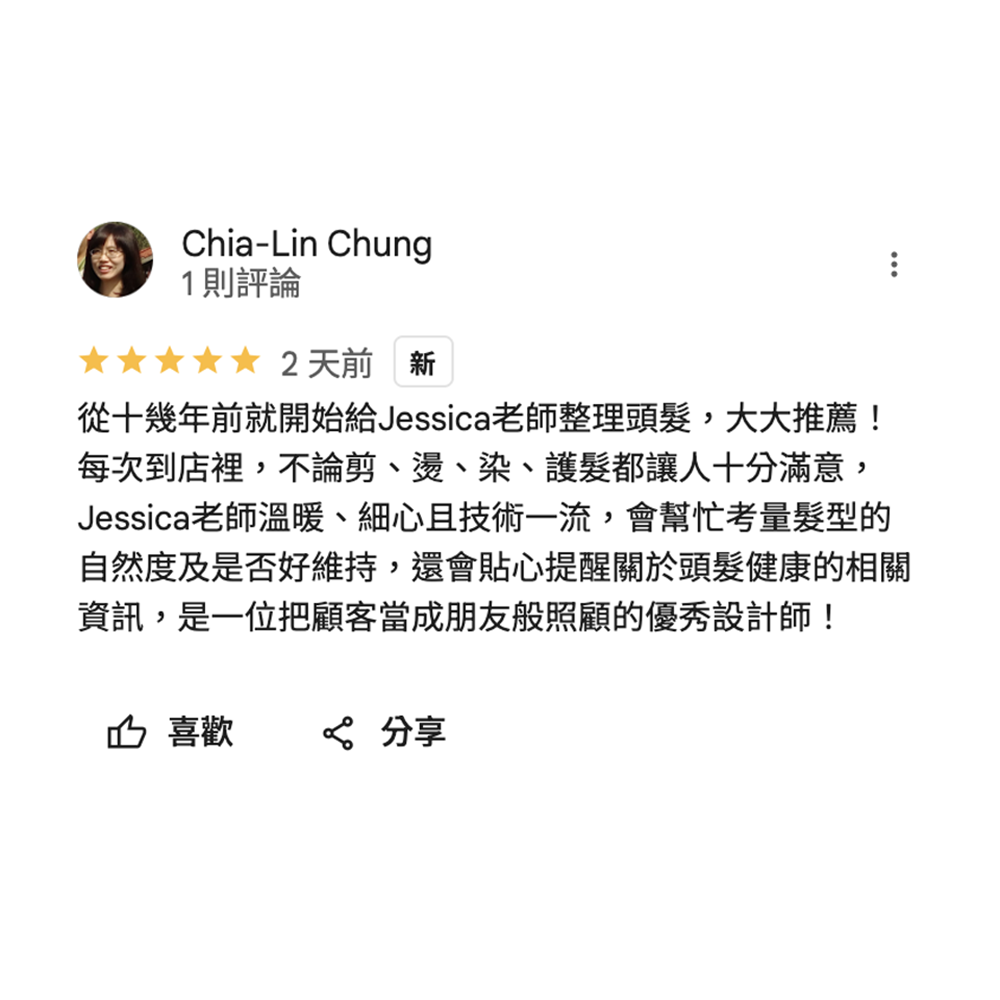 Chia-Lin Chung
1 則評論
2 天前 新
從十幾年前就開始給Jessica老師整理頭髮，大大推薦！
每次到店裡，不論剪、燙、染、護髮都讓人十分滿意，
Jessica老師溫暖、細心且技術一流，會幫忙考量髮型的
自然度及是否好維持，還會貼心提醒關於頭髮健康的相關
資訊，是一位把顧客當成朋友般照顧的優秀設計師！
喜歡 分享